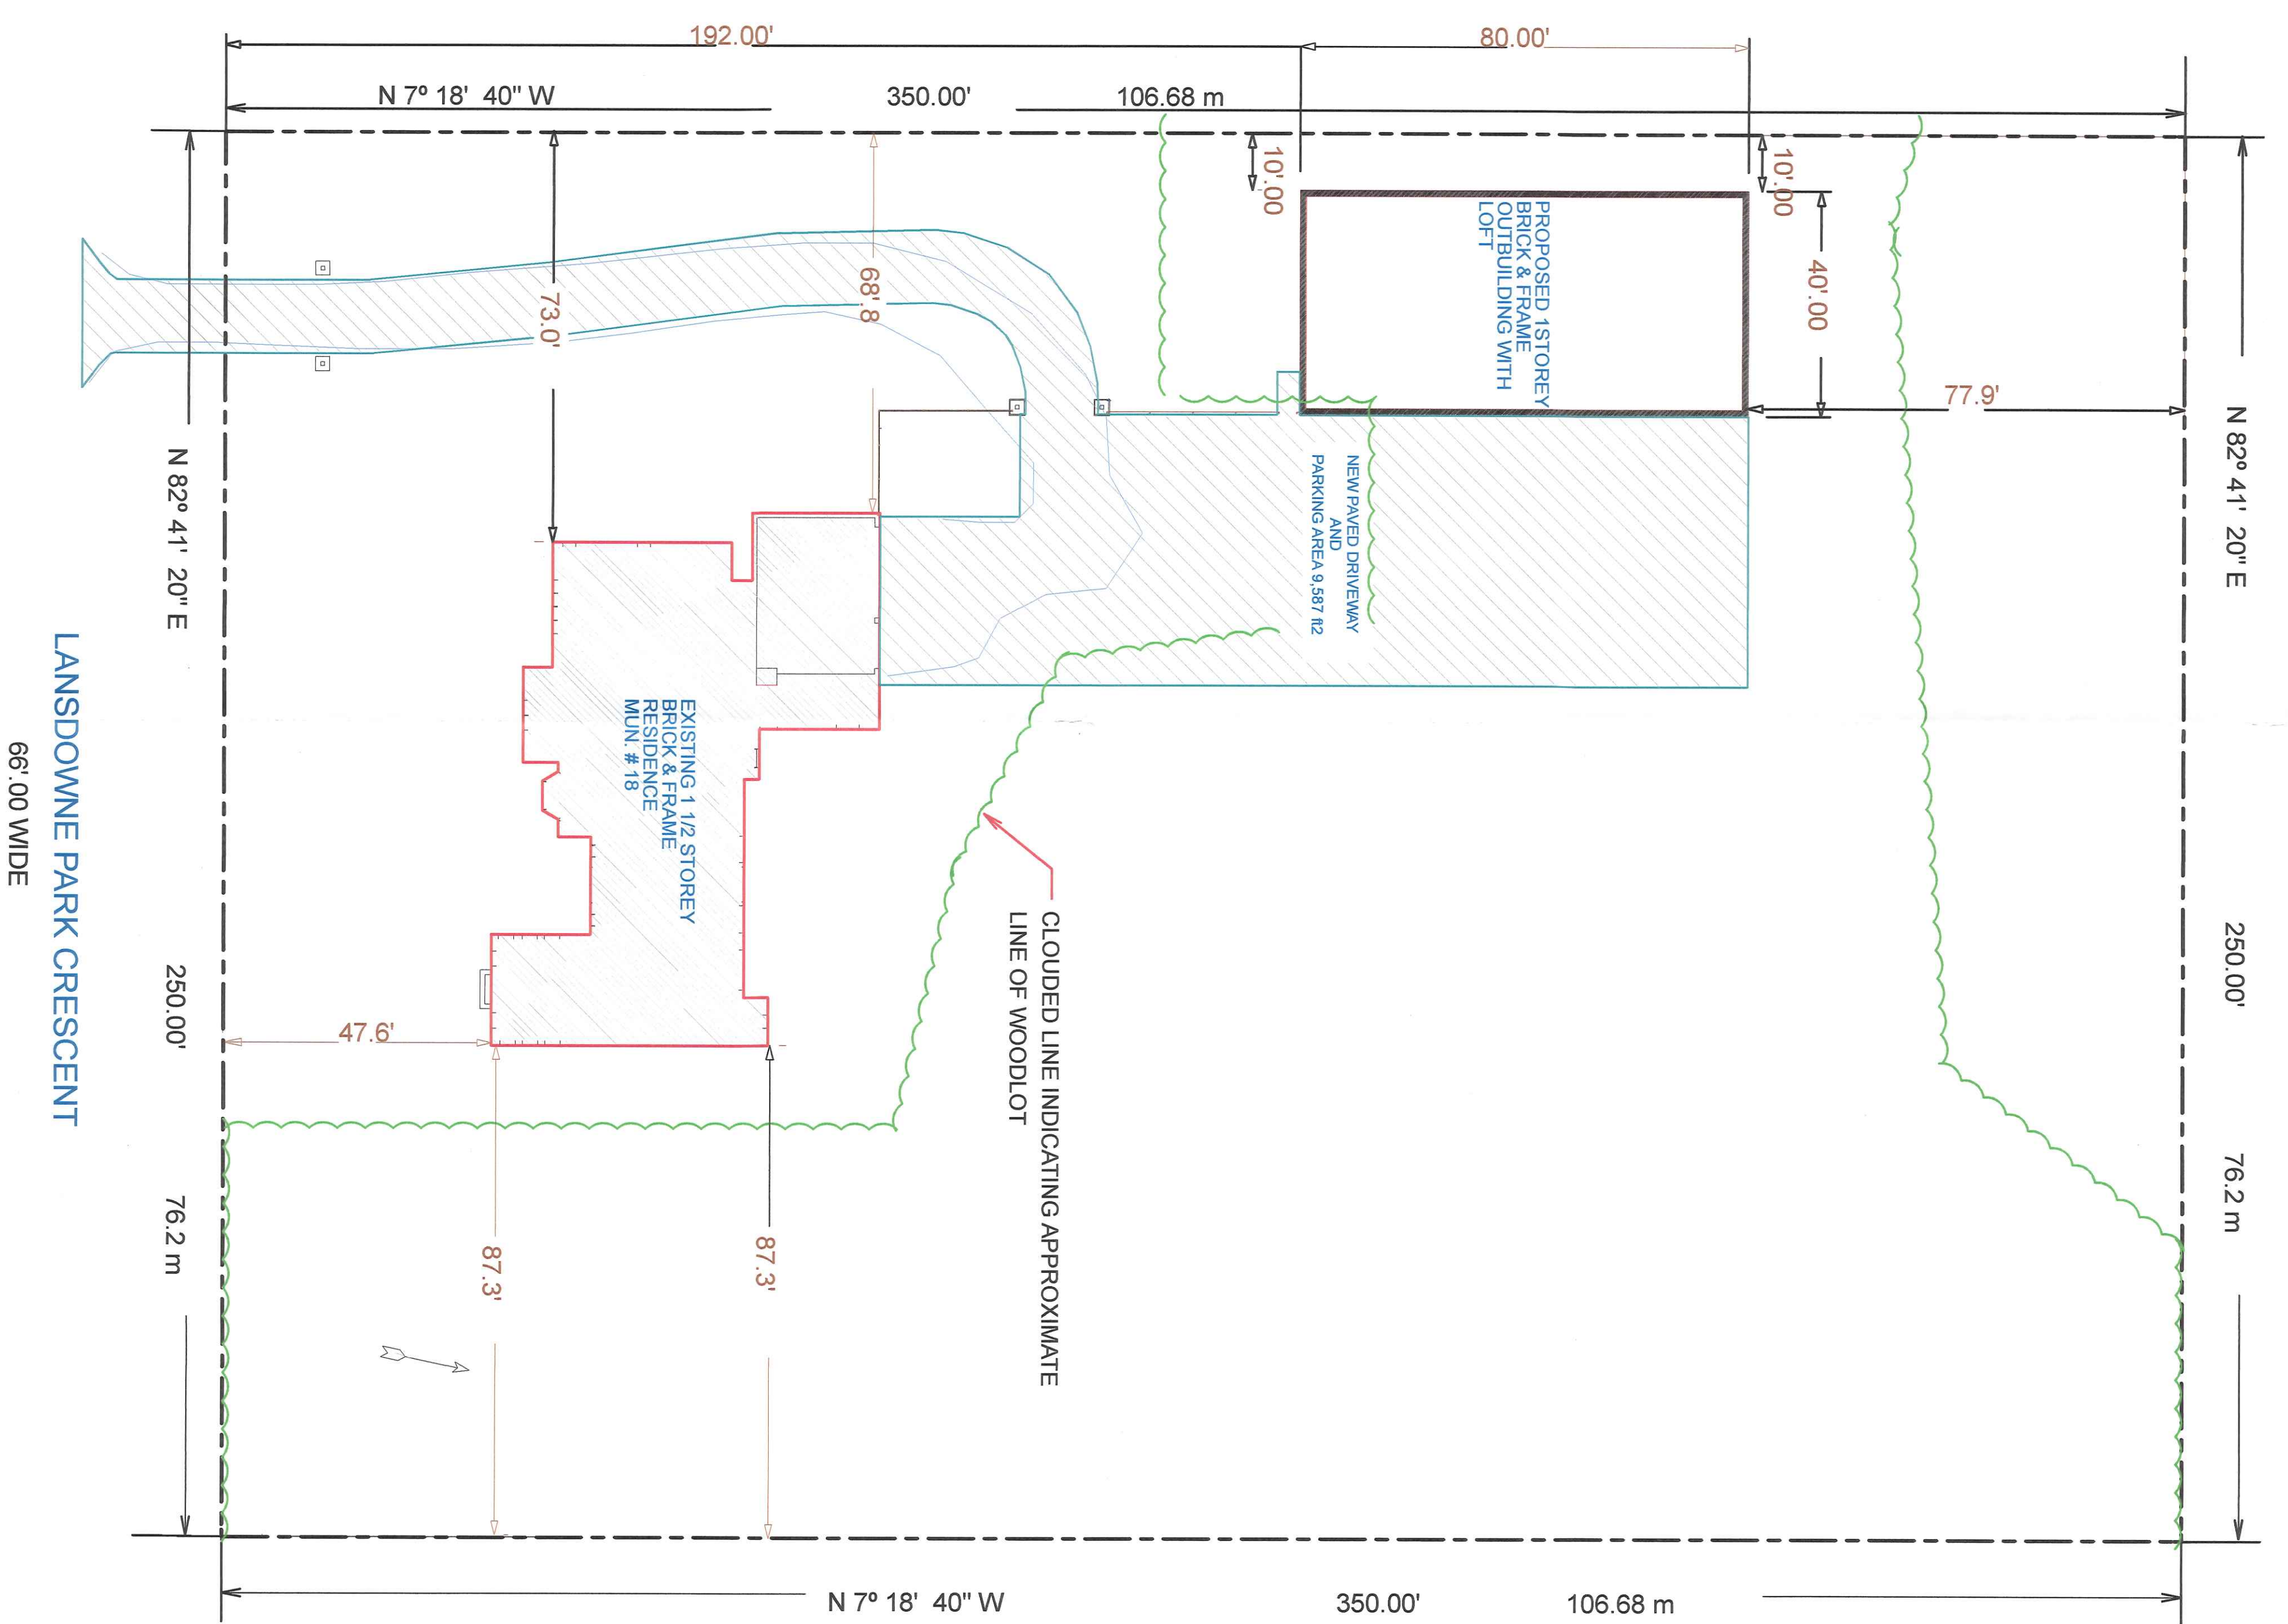 192.00'
80.00'
N 7º 18' 40" W
350.00'
106.68 m
10'.00
10'.00
PROPOSED 1STOREY
BRICK & FRAME
OUTBUILDING WITH
LOFT
40'.00
68'.8
73.0'
77.9'
N 82º 41' 20" E
N 82º 41' 20" E
NEW PAVED DRIVEWAY
AND
PARKING AREA 9,587 ft2
LANSDOWNE PARK CRESCENT
66'.00 WIDE
EXISTING 1 1/2 STOREY
BRICK & FRAME
RESIDENCE
MUN. # 18
CLOUDED LINE INDICATING APPROXIMATE
LINE OF WOODLOT
47.6'
250.00'
250.00'
76.2 m
76.2 m
87.3'
87.3'
N 7º 18' 40" W
350.00'
106.68 m